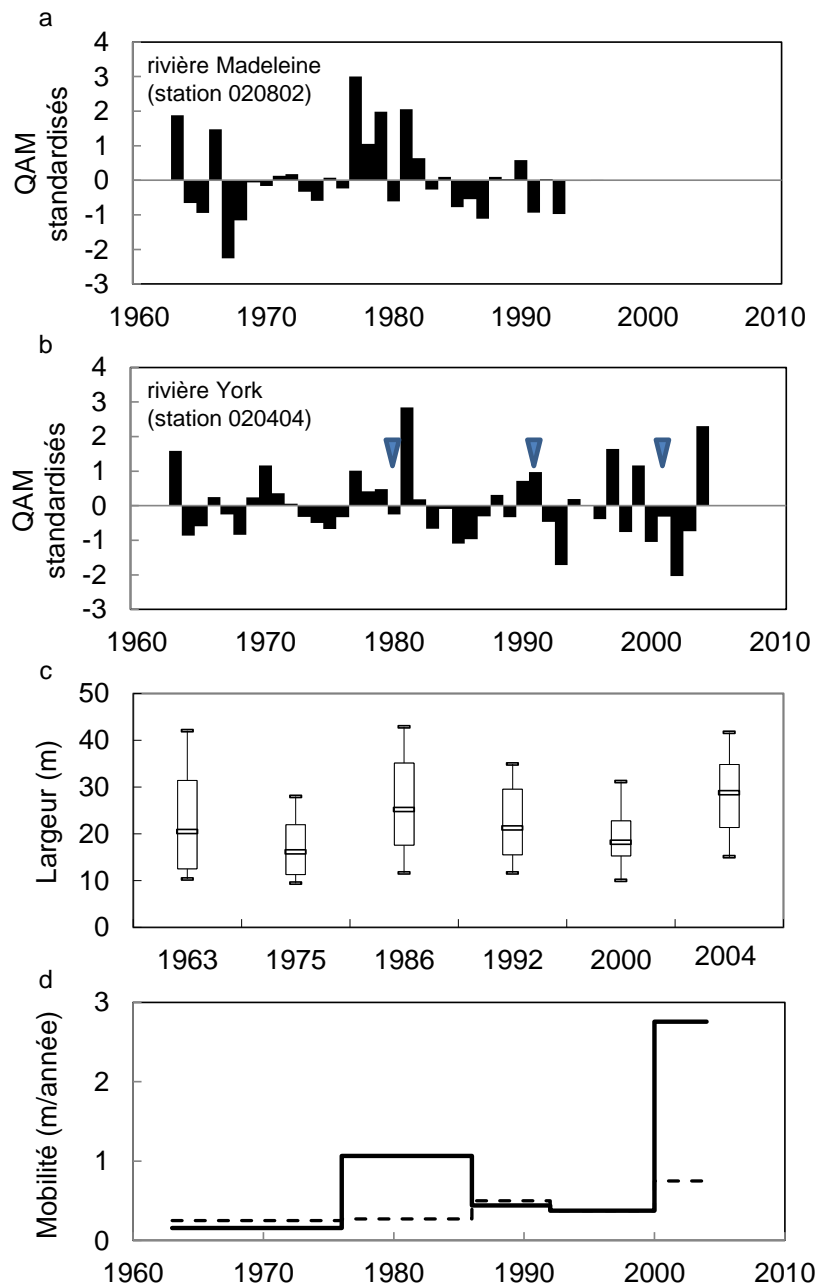 a
4
3
2
1
0
-1
-2
-3
QAM
standardisés
rivière Madeleine
(station 020802)
1960 1970 1980 1990 2000 2010
b
4
3
2
1
0
-1
-2
-3
QAM
standardisés
rivière York
(station 020404)
1960 1970 1980 1990 2000 2010
c
50
40
30
20
10
0
Largeur (m)
1963 1975 1986 1992 2000 2004
d
3
2
1
0
Mobilité (m/année)
1960 1970 1980 1990 2000 2010